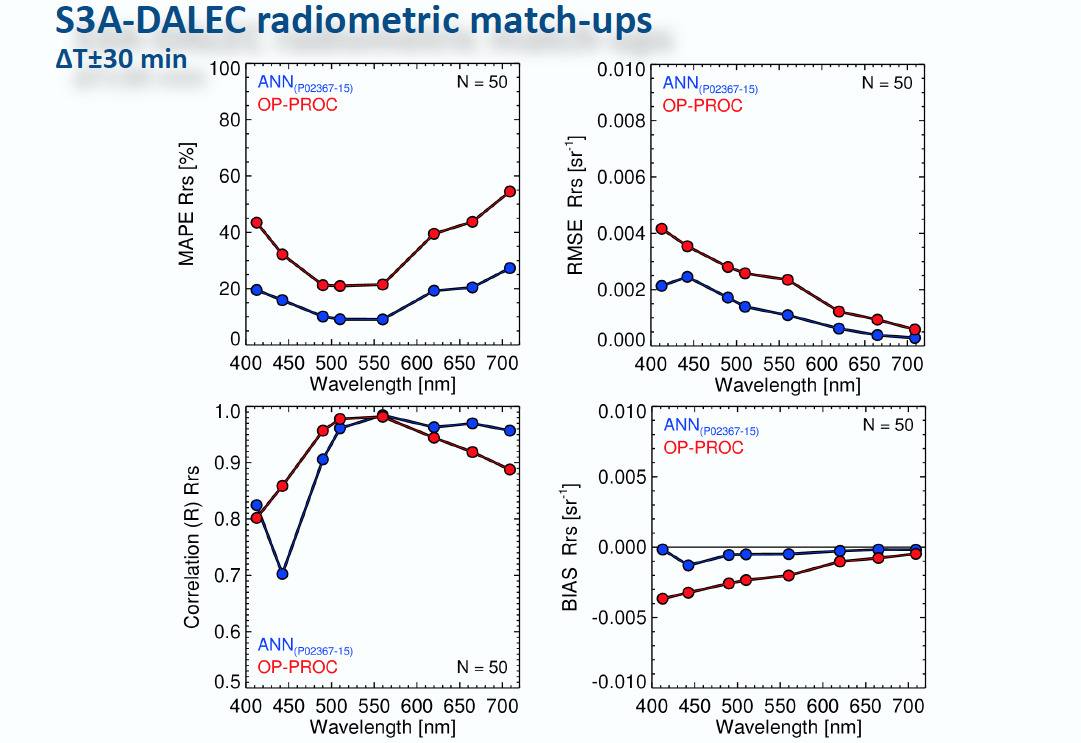 S3A-DALEC radiometric match-ups
ΔT±30 min
100
80
60
40
20
0
MAPE Rrs [%]
ANN(P02367-15)
OP-PROC
N = 50
400 450 500 550 600 650 700
Wavelength [nm]
0.010
0.008
0.006
0.004
0.002
0.000
RMSE Rrs [sr-1]
ANN(P02367-15)
OP-PROC
N = 50
400 450 500 550 600 650 700
Wavelength [nm]
1.0
0.9
0.8
0.7
0.6
0.5
Correlation (R) Rrs
ANN(P02367-15)
OP-PROC
N = 50
400 450 500 550 600 650 700
Wavelength [nm]
0.010
0.005
0.000
-0.005
-0.010
BIAS Rrs [sr-1]
ANN(P02367-15)
OP-PROC
N = 50
400 450 500 550 600 650 700
Wavelength [nm]